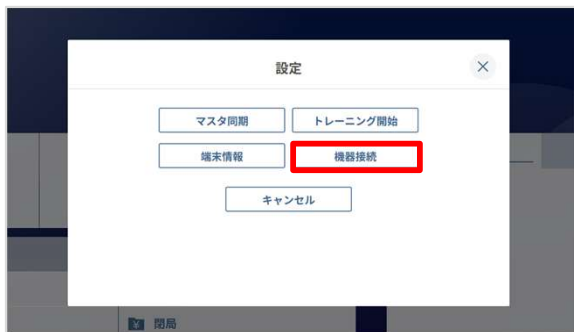 設定
マスタ同期 トレーニング開始
端末情報 機器接続
キャンセル
閉局